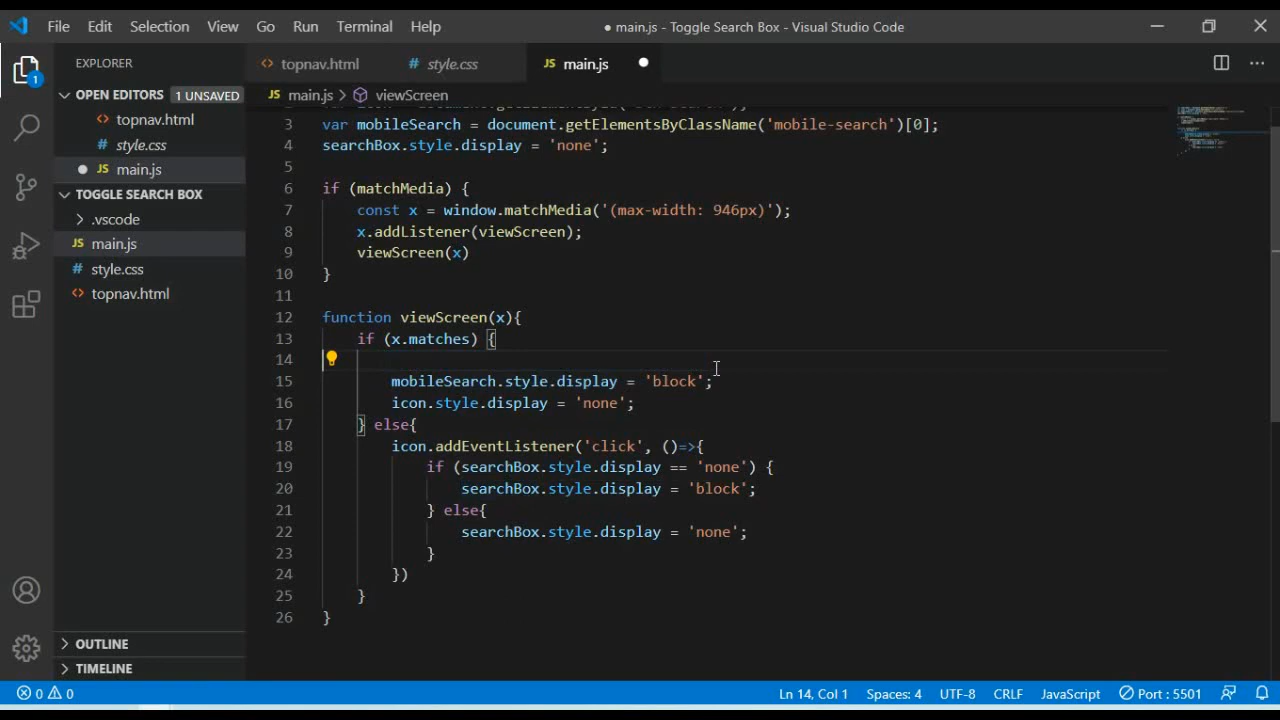 File Edit Selection View Go Run Terminal Help ● main.js - Toggle Search Box - Visual Studio Code
EXPLORER
topnav.html
style.css
JS main.js
OPEN EDITORS 1 UNSAVED
JS main.js > viewScreen
topnav.html
style.css
JS main.js
TOGGLE SEARCH BOX
.vscode
JS main.js
style.css
topnav.html
3 var mobileSearch = document.getElementsByClassName('mobile-search')[0];
4 searchBox.style.display = 'none';
5
6 if (matchMedia) {
7 const x = window.matchMedia('(max-width: 946px)');
8 x.addListener(viewScreen);
9 viewScreen(x)
10 }
11
12 function viewScreen(x){
13 if (x.matches) {
14
15 mobileSearch.style.display = 'block';
16 icon.style.display = 'none';
17 } else{
18 icon.addEventListener('click', ()=>{
19 if (searchBox.style.display == 'none') {
20 searchBox.style.display = 'block';
21 } else{
22 searchBox.style.display = 'none';
23 }
24 })
25 }
26 }
OUTLINE
TIMELINE
1
0 0 Ln 14, Col 1 Spaces: 4 UTF-8 CRLF JavaScript Port : 5501